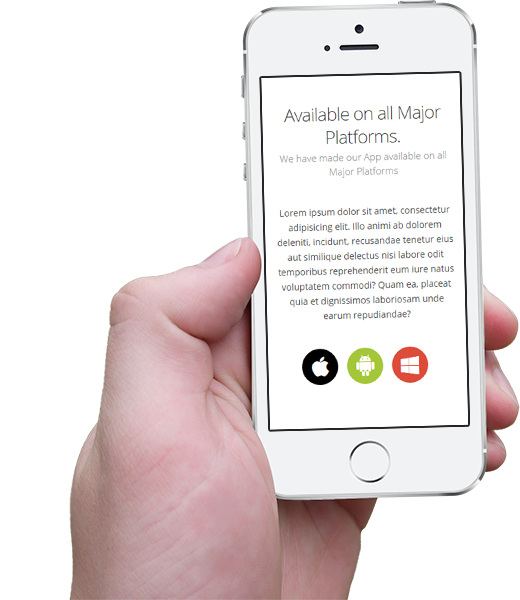 Available on all Major
Platforms.
We have made our App available on all
Major Platforms
Lorem ipsum dolor sit amet, consectetur
adipisicing elit. Illo animi ab dolorem
deleniti, incidunt, recusandae tenetur eius
aut similique delectus nisi labore odit
temporibus reprehenderit eum iure natus
voluptatem commodi? Quam ea, placeat
quia et dignissimos laboriosam unde
earum repudiandae?